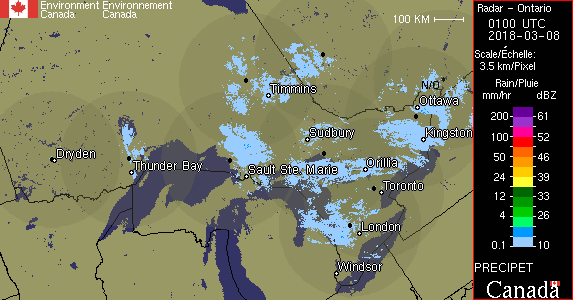 Environment Environnement
Canada Canada
Radar - Ontario
0100 UTC
2018-03-08
100 KM
Scale/Échelle:
3.5 km/Pixel
Rain/Pluie
mm/hr dBZ
200 61
100 52
50 46
24 39
12 33
4 26
0.1 10
PRECIPET
Canada
Timmins
N/O
Ottawa
Sudbury
Kingston
Dryden
Thunder Bay
Sault Ste. Marie
Orillia
Toronto
London
Windsor